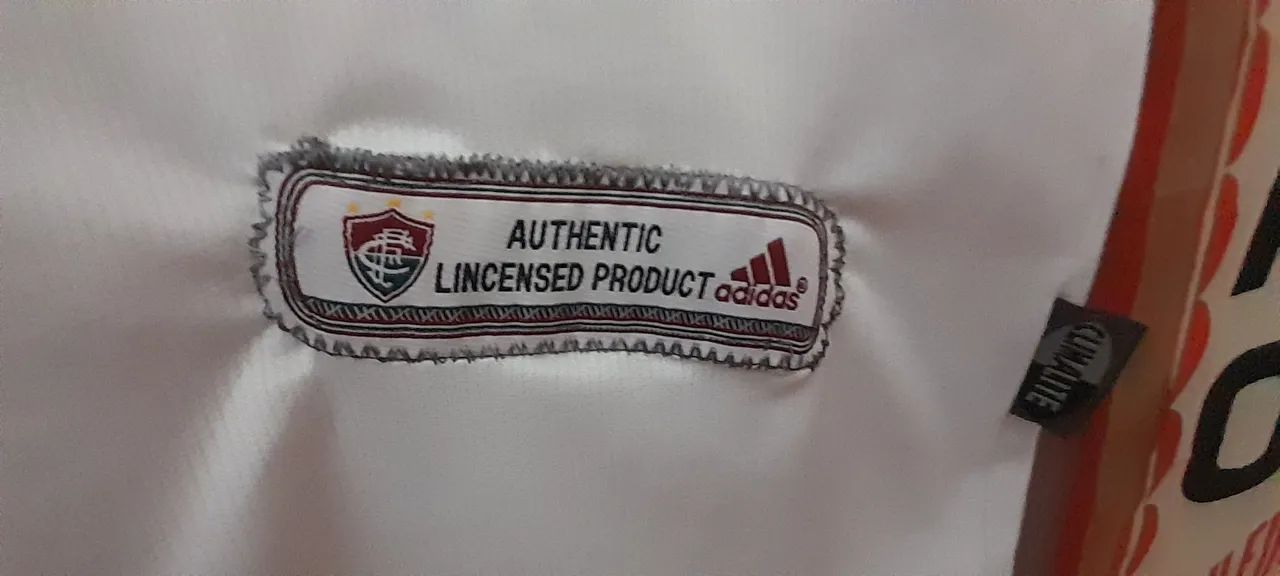 AUTHENTIC
LINCENSED PRODUCT
adidas®
CLIMALITE